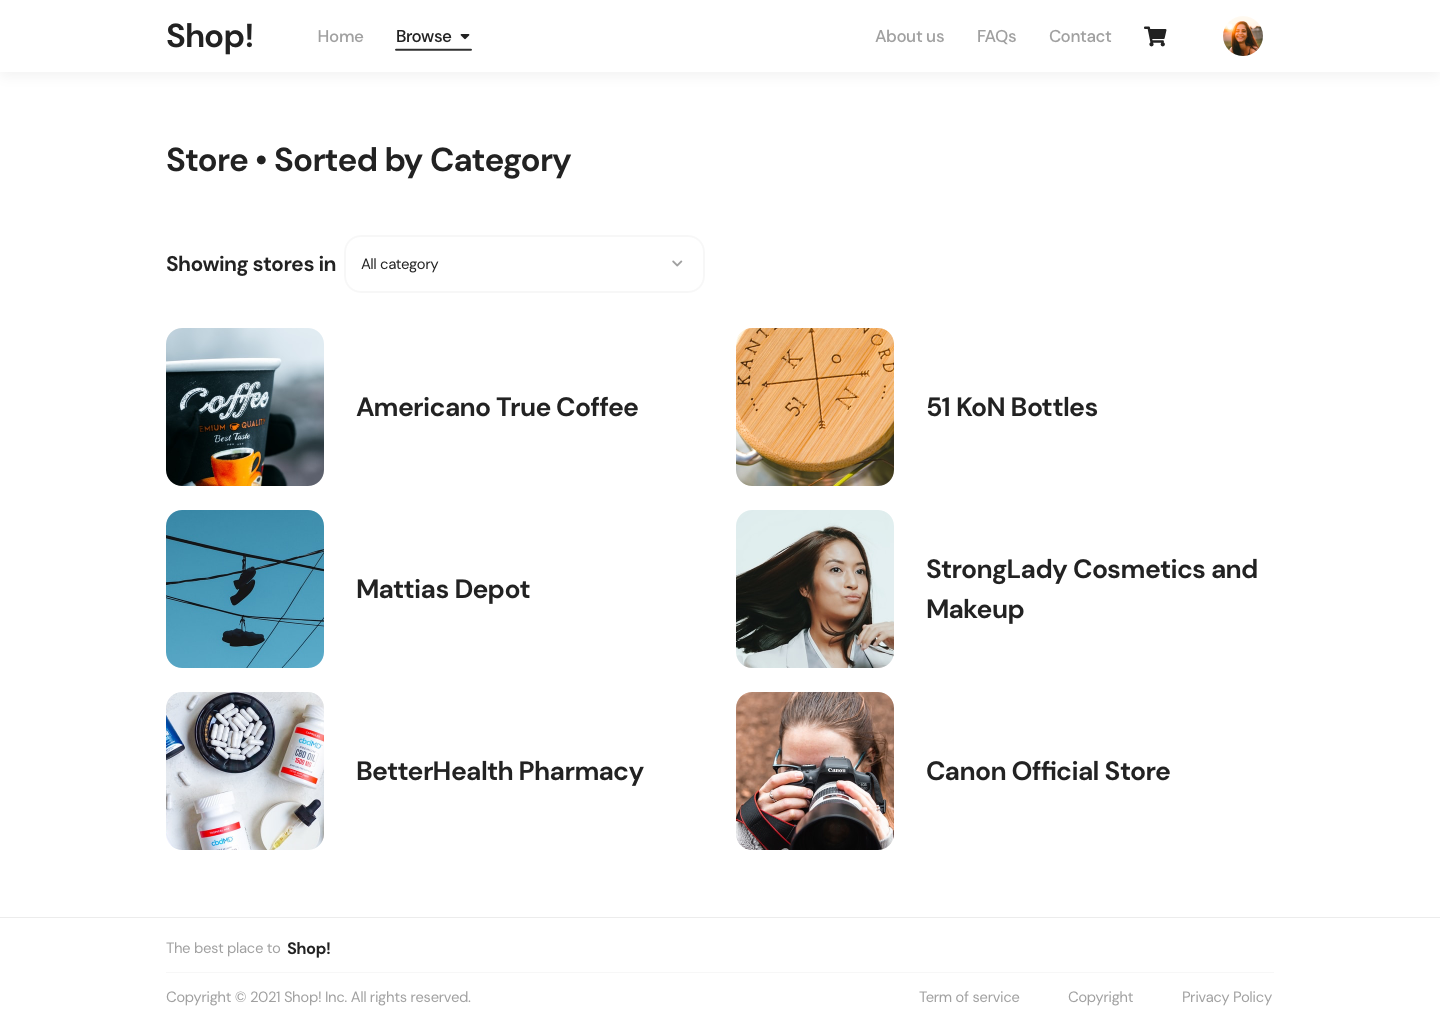 Shop!
Home
Browse
About us
FAQs
Contact
Store • Sorted by Category
Showing stores in
All category
Coffee
EMIUM
QUALIT
Best Taste
Americano True Coffee
KANT
ORD
K
O
N
51
51 KoN Bottles
Mattias Depot
StrongLady Cosmetics and
Makeup
cbdMD
CBD OIL
cbdMD
BetterHealth Pharmacy
Canon
Canon Official Store
The best place to Shop!
Copyright © 2021 Shop! Inc. All rights reserved.
Term of service
Copyright
Privacy Policy